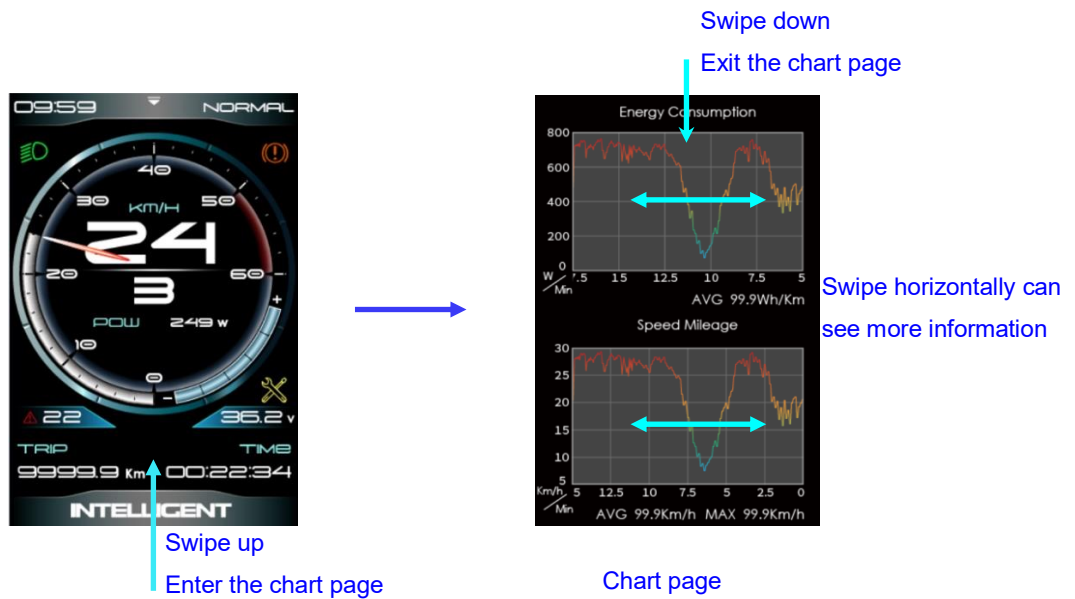 Swipe down
Exit the chart page
09:59 NORMAL
40
30 50
KM/H
24
20 60
3
+
POW 249 w
10
0
-
22 36.2 v
TRIP TIME
9999.9 Km 00:22:34
INTELLIGENT
Swipe up
Enter the chart page
Energy Consumption
800
600
400
200
0
W / Min
7.5 15 12.5 10 7.5 5
AVG 99.9Wh/Km
Speed Mileage
30
25
20
15
10
5
Km/h / Min
5 12.5 10 7.5 5 2.5 0
AVG 99.9Km/h MAX 99.9Km/h
Swipe horizontally can
see more information
Chart page